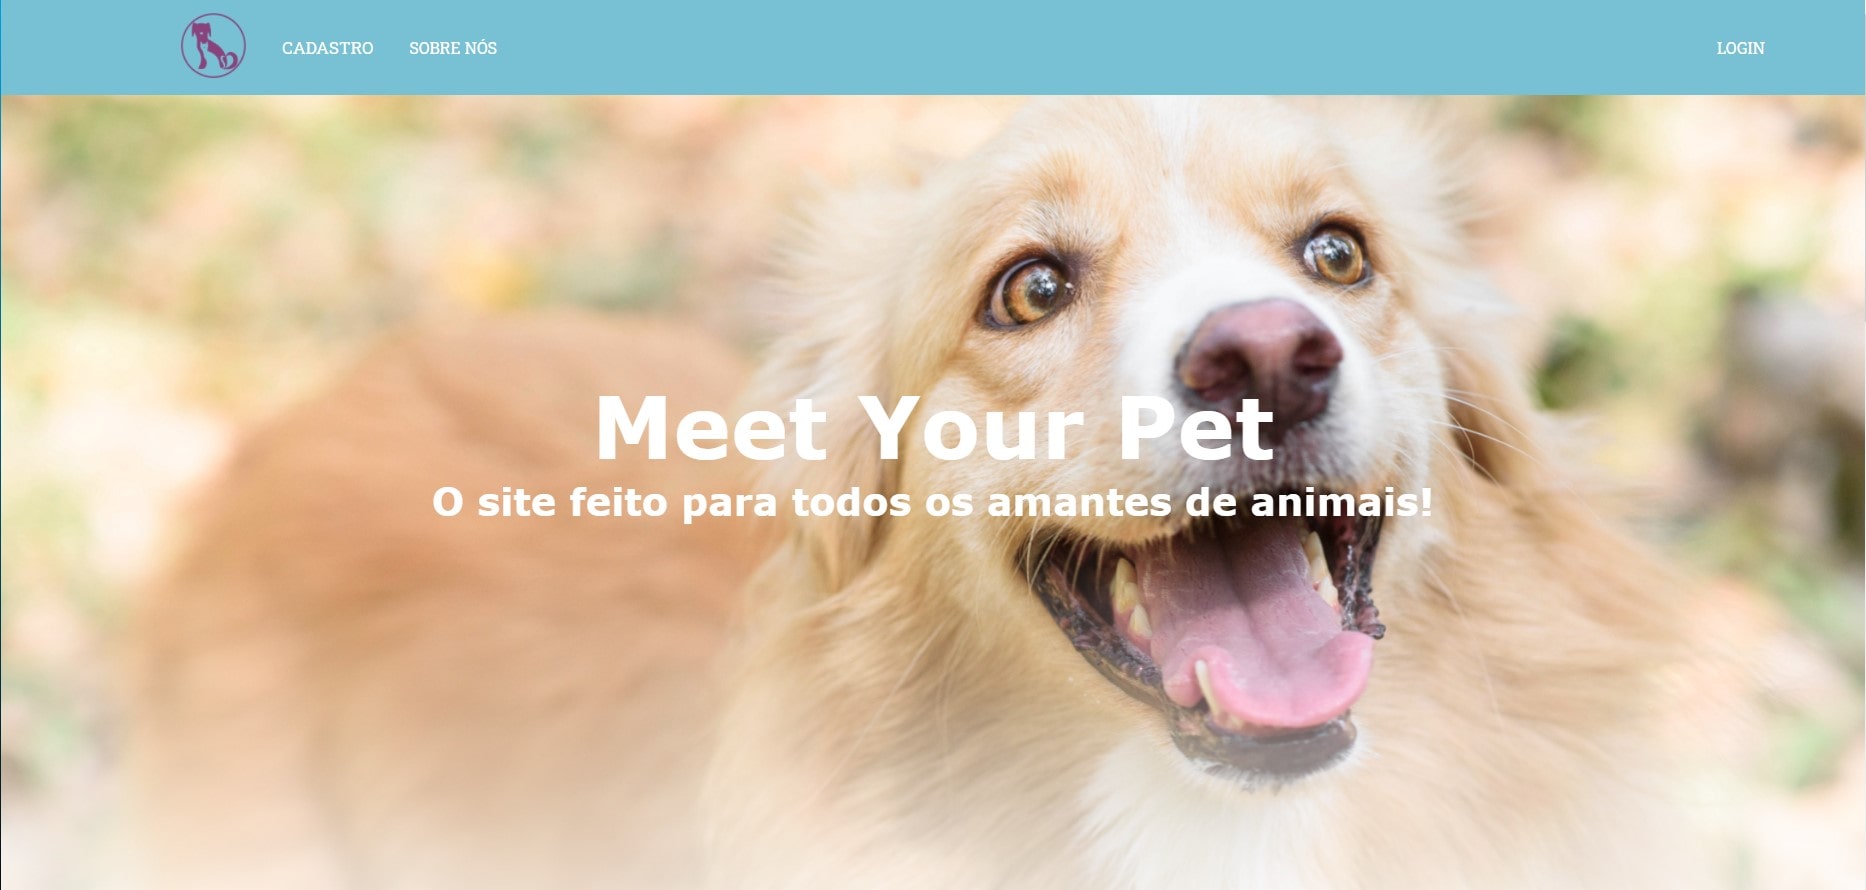 CADASTRO
SOBRE NÓS
LOGIN
Meet Your Pet
O site feito para todos os amantes de animais!